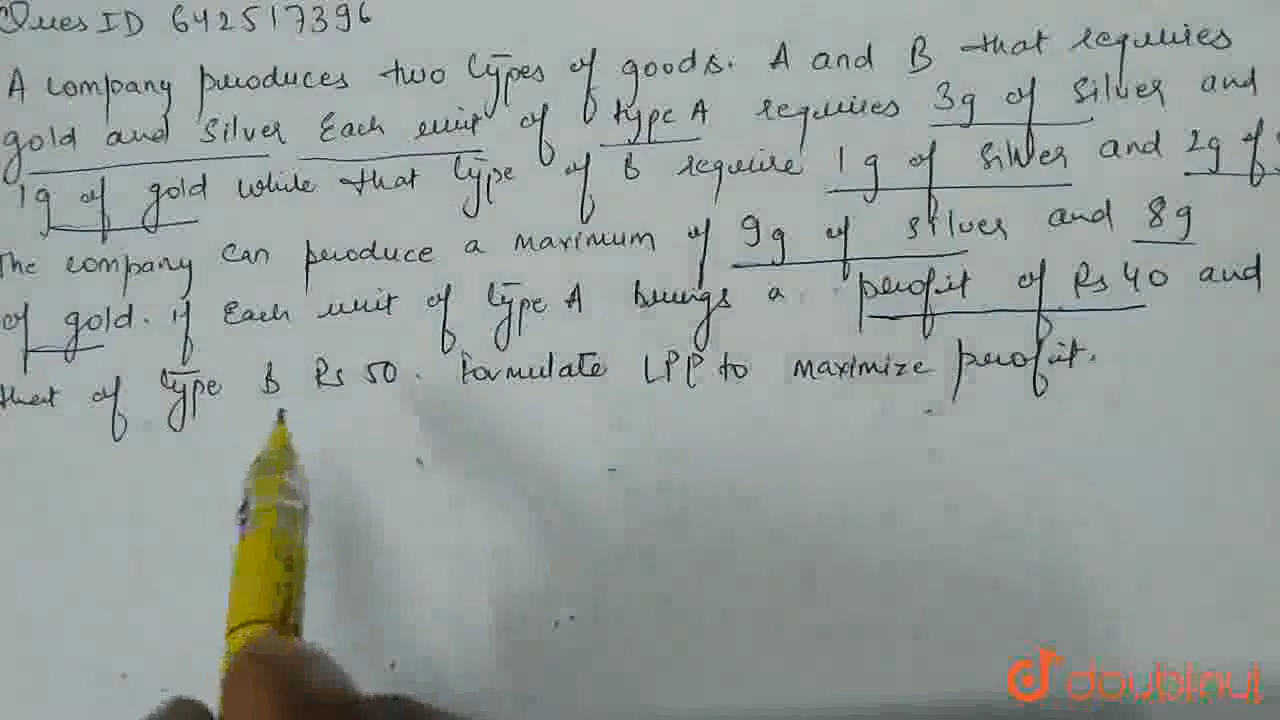 Ques ID 642517396
A company produces two types of goods. A and B that requires
gold and silver Each unit of type A requires 3g of silver and
1g of gold while that type of B require 1g of silver and 2g of
The company can produce a maximum of 9g of silver and 8g
of gold. if Each unit of type A brings a profit of Rs 40 and
that of type B Rs 50. Formulate LPP to maximize profit.
doubtnut